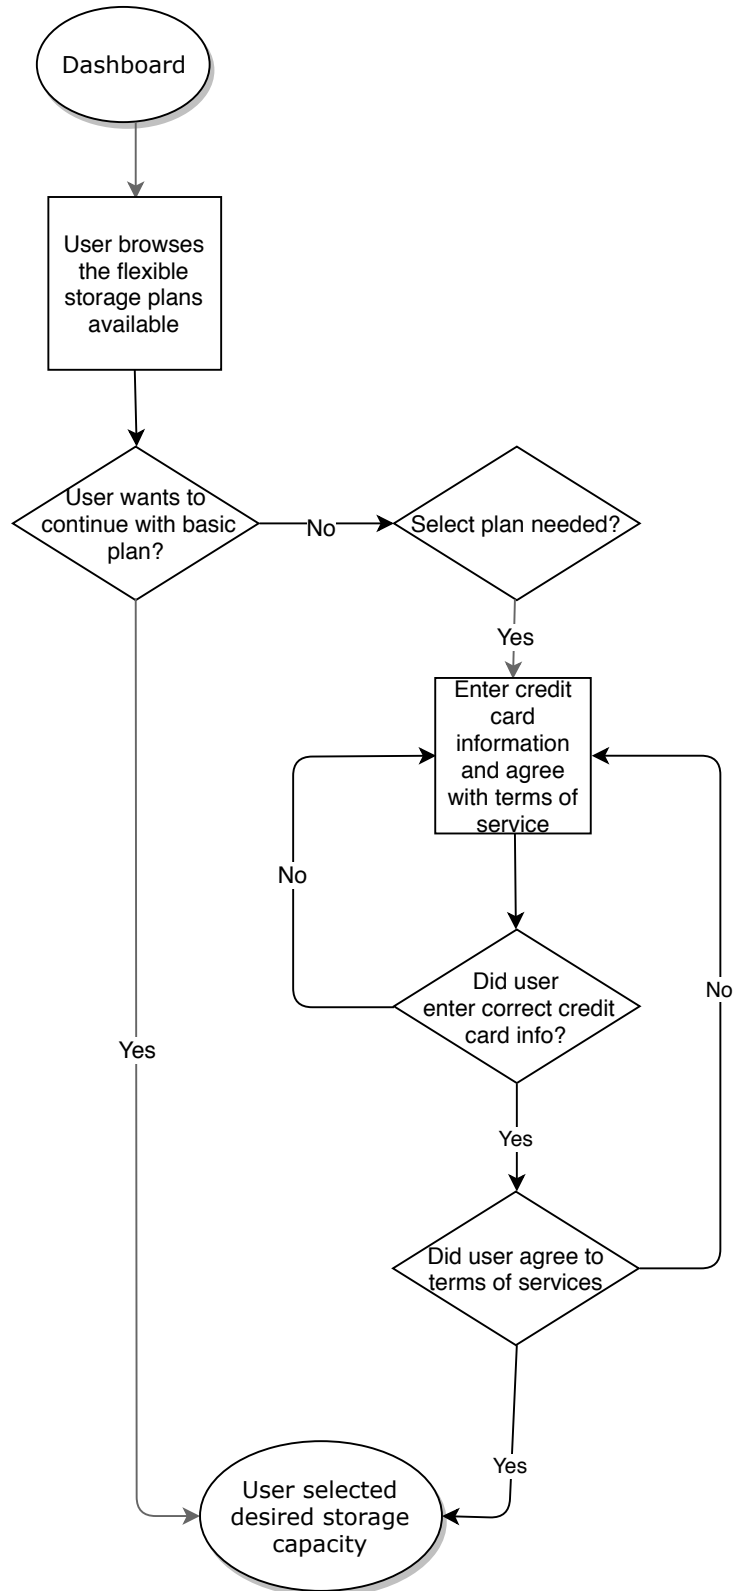 Dashboard
User browses
the flexible
storage plans
available
User wants to
continue with basic
plan?
No
Select plan needed?
Yes
Enter credit
card
information
and agree
with terms of
service
No
Did user
enter correct credit
card info?
No
Yes
Yes
Did user agree to
terms of services
Yes
User selected
desired storage
capacity